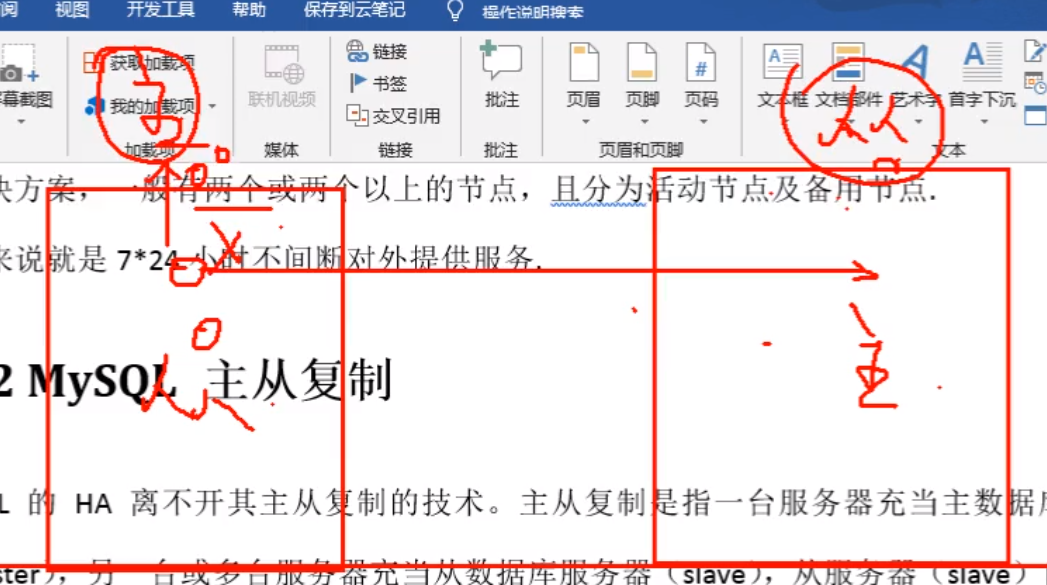 阅 视图 开发工具 帮助 保存到云笔记 操作说明搜索
屏幕截图
获取加载项
我的加载项
加载项
联机视频
媒体
链接
书签
交叉引用
链接
批注
批注
页眉 页脚 页码
页眉和页脚
文本框 文档部件 艺术字 首字下沉
文本
主
从
决方案，一般有两个或两个以上的节点，且分为活动节点及备用节点.
来说就是 7*24 小时不间断对外提供服务.
主
从
2 MySQL 主从复制
L 的 HA 离不开其主从复制的技术。主从复制是指一台服务器充当主数据库
ster)，另一台或多台服务器充当从数据库服务器（slave），从服务器（slave）